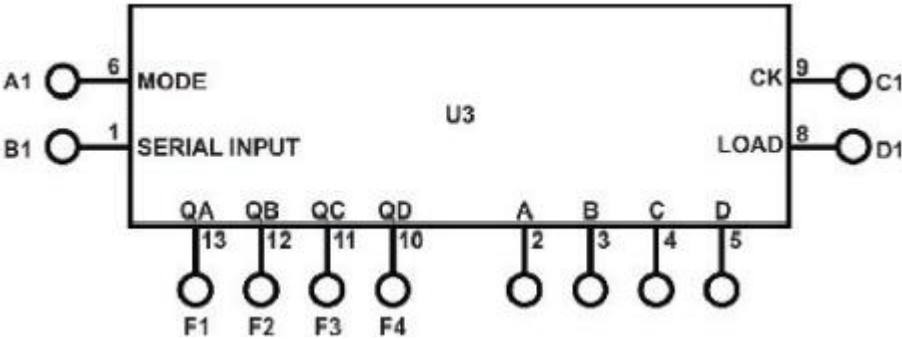 6 9
A1 MODE CK C1
U3
1 8
B1 SERIAL INPUT LOAD D1
QA QB QC QD A B C D
13 12 11 10 2 3 4 5
F1 F2 F3 F4